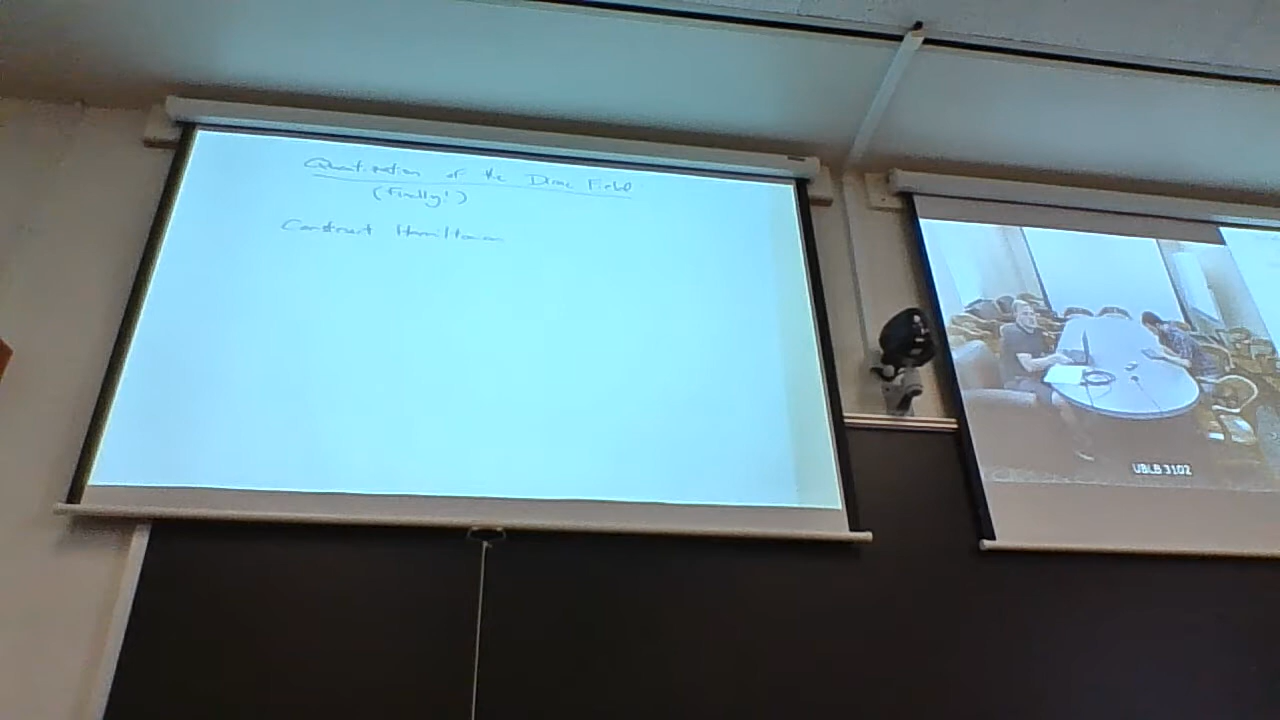 Quantization of the Dirac Field
(Finally!)
Construct Hamiltonian
UBLB 3102